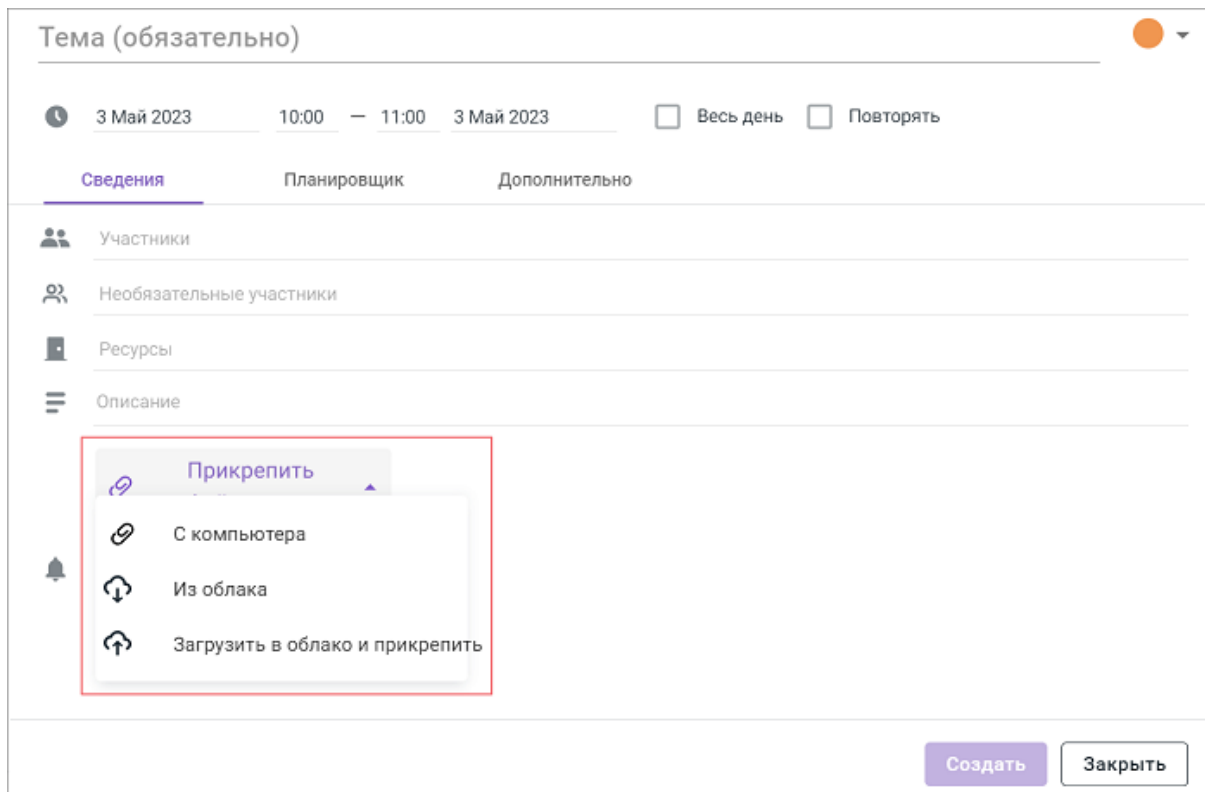 Тема (обязательно)
3 Май 2023 10:00 — 11:00 3 Май 2023 Весь день Повторять
Сведения Планировщик Дополнительно
Участники
Необязательные участники
Ресурсы
Описание
Прикрепить
С компьютера
Из облака
Загрузить в облако и прикрепить
Создать Закрыть